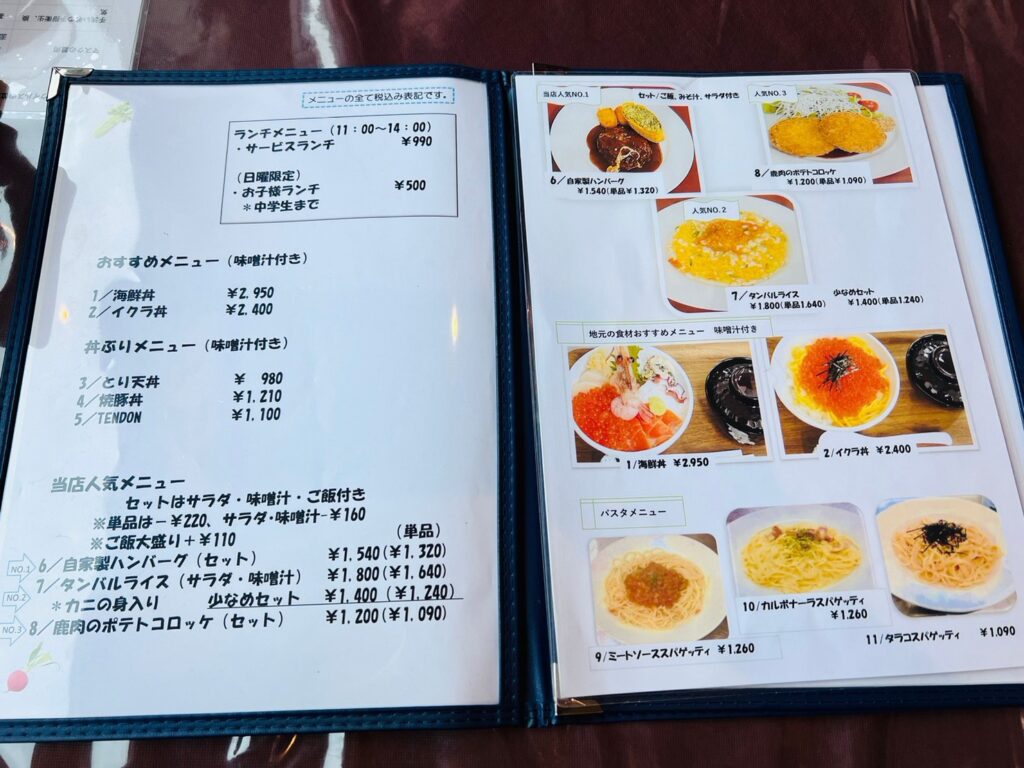 メニューの全て税込み表記です。
ランチメニュー（11：00～14：00）
・サービスランチ ￥990
（日曜限定）
・お子様ランチ ￥500
＊中学生まで
おすすめメニュー（味噌汁付き）
1／海鮮丼 ￥2.950
2／イクラ丼 ￥2.400
丼ぶりメニュー（味噌汁付き）
3／とり天丼 ￥ 980
4／焼豚丼 ￥1.210
5／TENDON ￥1.100
当店人気メニュー
セットはサラダ・味噌汁・ご飯付き
※単品は－￥220、サラダ・味噌汁-￥160
※ご飯大盛り＋￥110 （単品）
NO.1 6／自家製ハンバーグ（セット） ￥1.540(￥1.320)
7／タンバルライス（サラダ・味噌汁） ￥1.800(￥1.640)
NO.2 ＊カニの身入り 少なめセット ￥1.400（￥1.240)
NO.3 8／鹿肉のポテトコロッケ（セット） ￥1.200(￥1.090)
当店人気NO.1 セット/ご飯、みそ汁、サラダ付き
6／自家製ハンバーグ
￥1.540(単品￥1.320)
人気NO.3
8／鹿肉のポテトコロッケ
￥1.200(単品￥1.090)
人気NO.2
7／タンバルライス 少なめセット
￥1.800(単品1.640) ￥1.400(単品1.240)
地元の食材おすすめメニュー 味噌汁付き
1/海鮮丼 ￥2.950
2/イクラ丼 ￥2.400
パスタメニュー
9/ミートソーススパゲッティ ￥1.260
10/カルボナーラスパゲッティ
￥1.260
11/タラコスパゲッティ ￥1.090